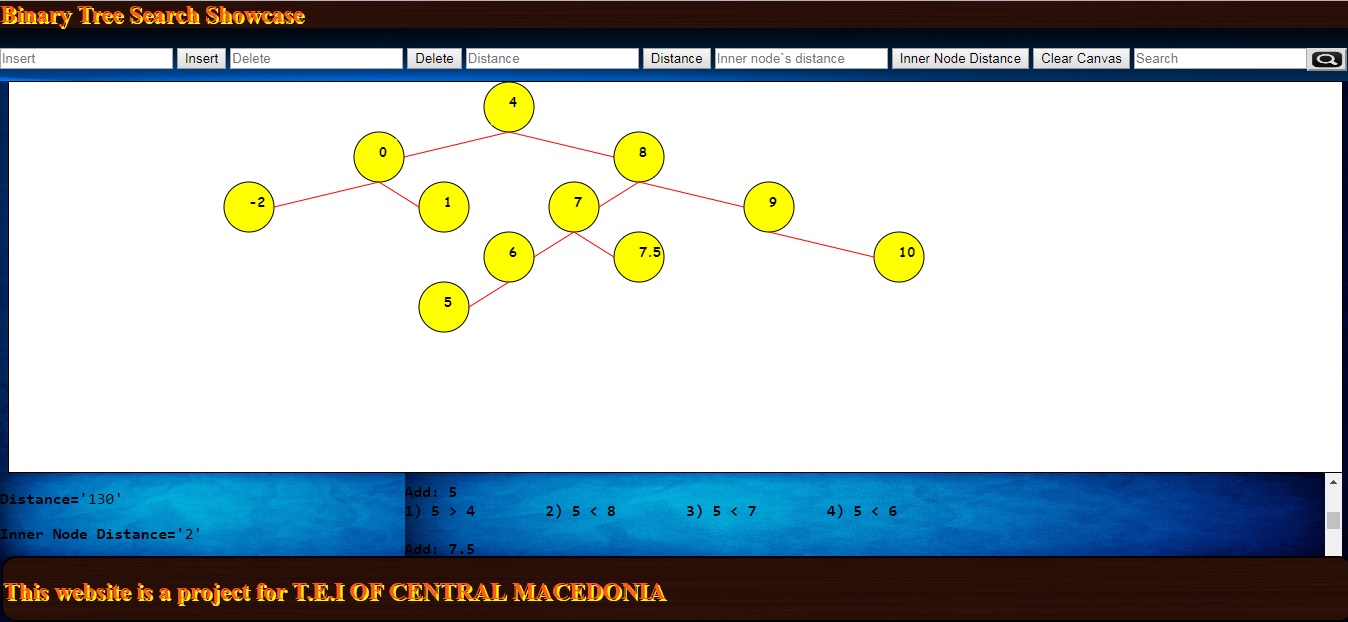 Binary Tree Search Showcase
Insert Insert Delete Delete Distance Distance Inner node`s distance Inner Node Distance Clear Canvas Search
4
0 8
-2 1 7 9
6 7.5 10
5
Distance='130'
Inner Node Distance='2'
Add: 5
1) 5 > 4 2) 5 < 8 3) 5 < 7 4) 5 < 6
Add: 7.5
This website is a project for T.E.I OF CENTRAL MACEDONIA